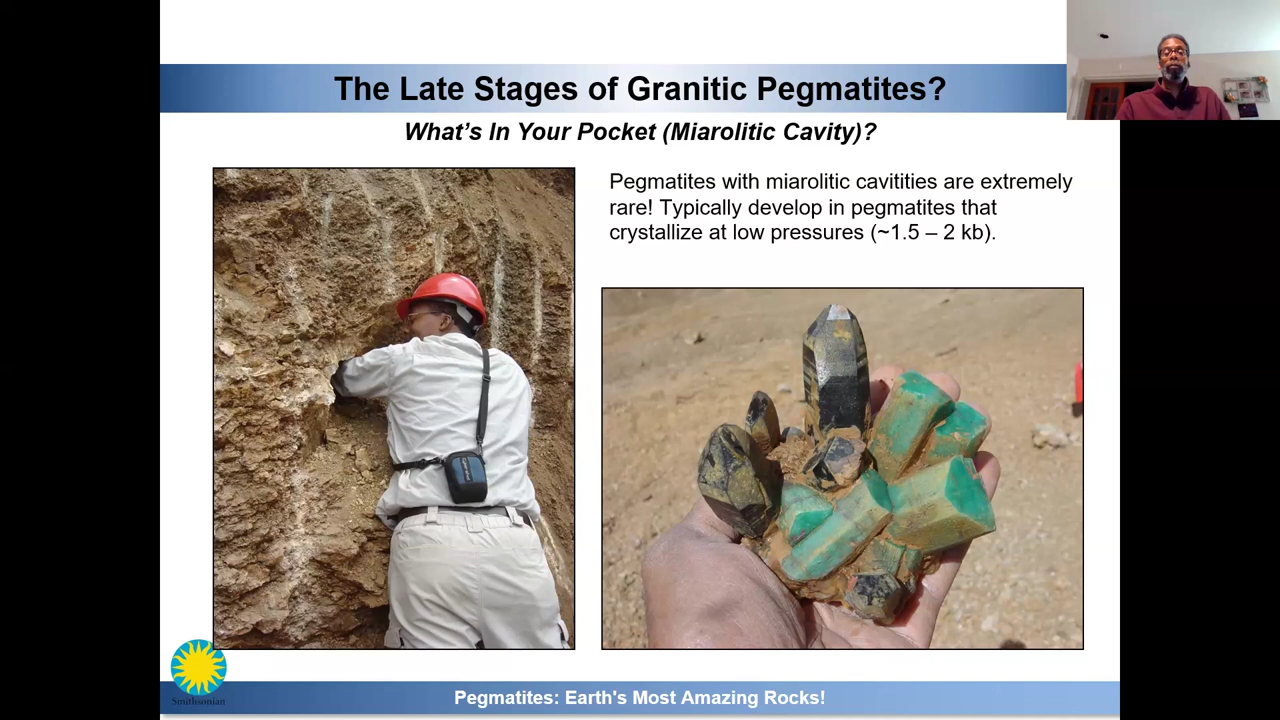 The Late Stages of Granitic Pegmatites?
What's In Your Pocket (Miarolitic Cavity)?
Pegmatites with miarolitic cavitities are extremely
rare! Typically develop in pegmatites that
crystallize at low pressures (~1.5 – 2 kb).
Smithsonian
Pegmatites: Earth's Most Amazing Rocks!